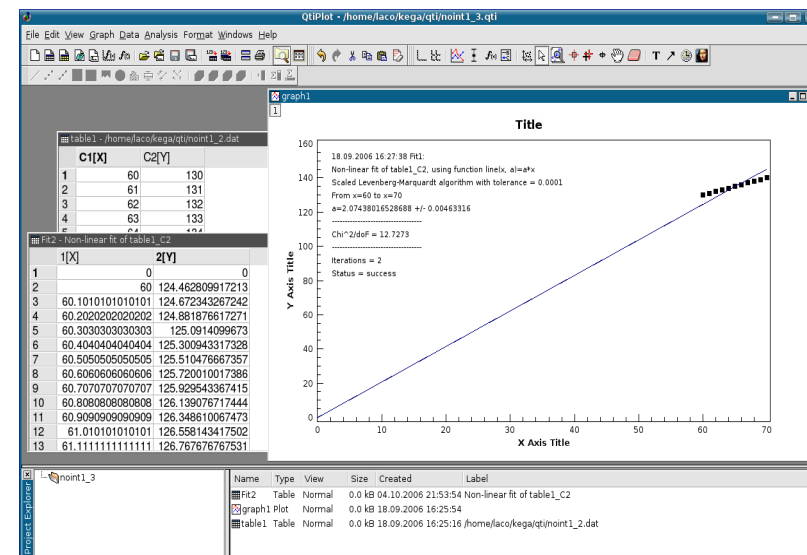 QtiPlot - /home/laco/kega/qti/noint1_3.qti
File Edit View Graph Data Analysis Format Windows Help
graph1
1
Title
table1 - /home/laco/kega/qti/noint1_2.dat
C1[X] C2[Y]
1 60 130
2 61 131
3 62 132
4 63 133
5 64 134
Fit2 - Non-linear fit of table1_C2
1[X] 2[Y]
1 0 0
2 60 124.462809917213
3 60.1010101010101 124.672343267242
4 60.2020202020202 124.881876617271
5 60.3030303030303 125.0914099673
6 60.4040404040404 125.300943317328
7 60.5050505050505 125.510476667357
8 60.6060606060606 125.720010017386
9 60.7070707070707 125.929543367415
10 60.8080808080808 126.139076717444
11 60.9090909090909 126.348610067473
12 61.010101010101 126.558143417502
13 61.1111111111111 126.767676767531
18.09.2006 16:27:38 Fit1:
Non-linear fit of table1_C2, using function line(x, a)=a*x
Scaled Levenberg-Marquardt algorithm with tolerance = 0.0001
From x=60 to x=70
a=2.07438016528688 +/- 0.00463316
--------------------------------
Chi^2/doF = 12.7273
--------------------------------
Iterations = 2
Status = success
160
140
120
100
80
60
40
20
0
Y Axis Title
0 10 20 30 40 50 60 70
X Axis Title
Project Explorer
noint1_3
Name Type View Size Created Label
Fit2 Table Normal 0.0 kB 04.10.2006 21:53:54 Non-linear fit of table1_C2
graph1 Plot Normal 0.0 kB 18.09.2006 16:25:54
table1 Table Normal 0.0 kB 18.09.2006 16:25:16 /home/laco/kega/qti/noint1_2.dat